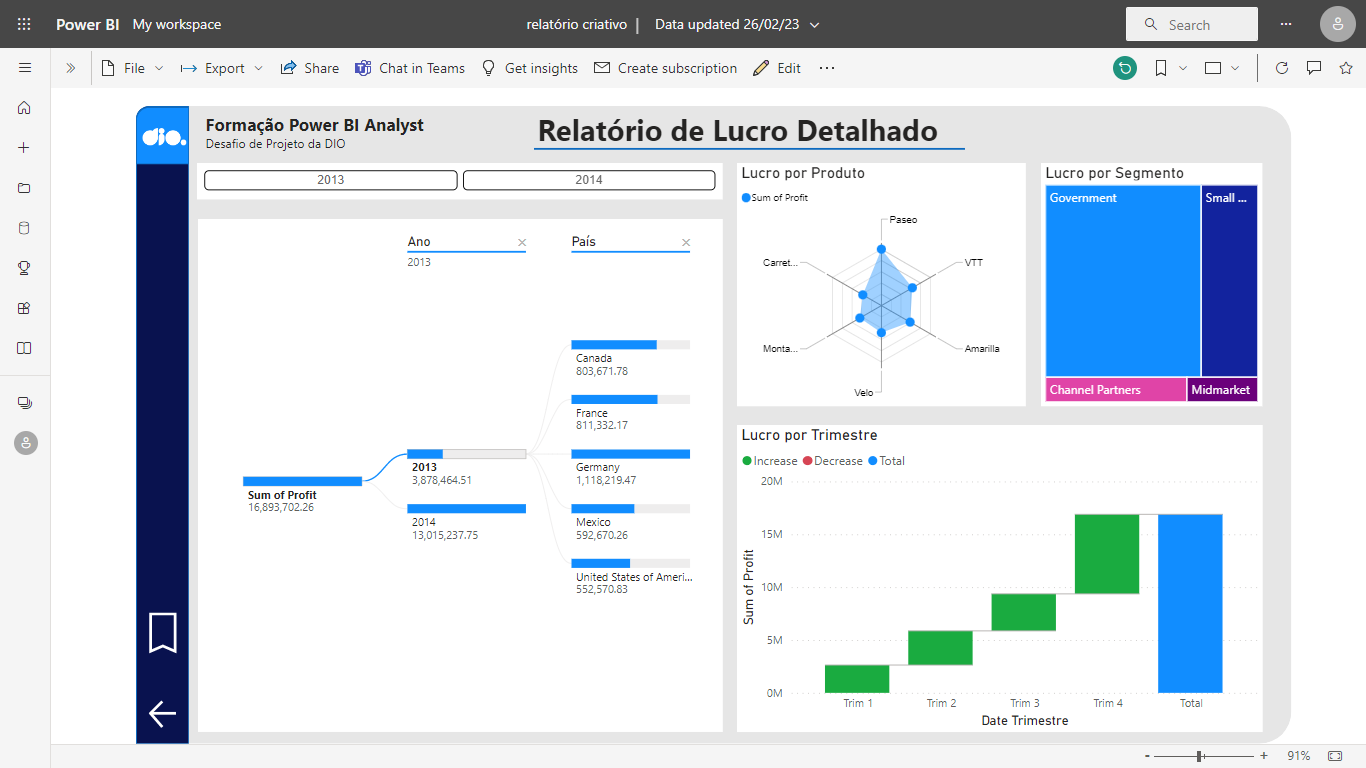 Power BI My workspace
relatório criativo | Data updated 26/02/23
Search
File Export Share Chat in Teams Get insights Create subscription Edit
dio.
Formação Power BI Analyst
Desafio de Projeto da DIO
Relatório de Lucro Detalhado
2013 2014
Ano
2013
País
Sum of Profit
16,893,702.26
2013
3,878,464.51
2014
13,015,237.75
Canada
803,671.78
France
811,332.17
Germany
1,118,219.47
Mexico
592,670.26
United States of Ameri...
552,570.83
Lucro por Produto
Sum of Profit
Paseo
VTT
Amarilla
Velo
Monta...
Carret...
Lucro por Segmento
Government
Small ...
Channel Partners
Midmarket
Lucro por Trimestre
Increase Decrease Total
Sum of Profit
20M
15M
10M
5M
0M
Trim 1 Trim 2 Trim 3 Trim 4 Total
Date Trimestre
- + 91%